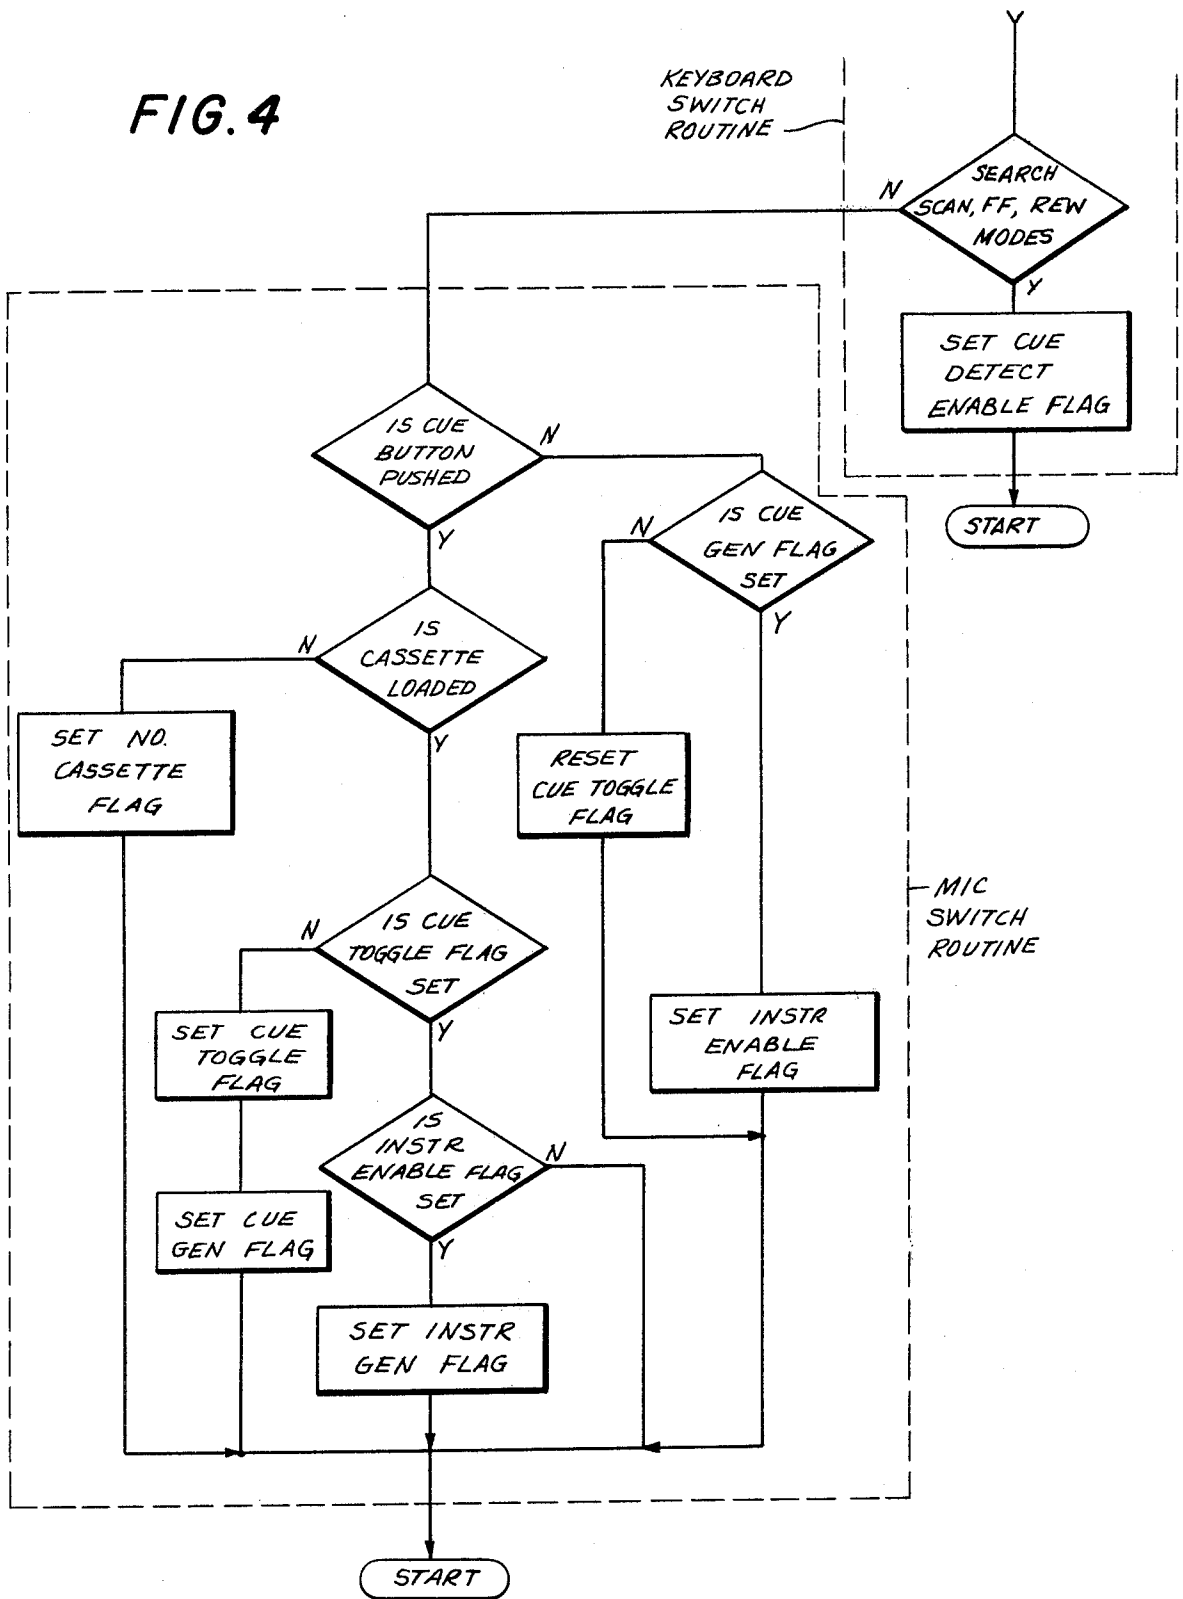 FIG. 4
KEYBOARD
SWITCH
ROUTINE
Y
N
SEARCH
SCAN, FF, REW
MODES
Y
SET CUE
DETECT
ENABLE FLAG
START
IS CUE
BUTTON
PUSHED
N
Y
IS CUE
GEN FLAG
SET
N
Y
IS
CASSETTE
LOADED
N
Y
SET NO.
CASSETTE
FLAG
RESET
CUE TOGGLE
FLAG
MIC
SWITCH
ROUTINE
IS CUE
TOGGLE FLAG
SET
N
Y
SET CUE
TOGGLE
FLAG
SET INSTR
ENABLE
FLAG
IS
INSTR
ENABLE FLAG
SET
N
Y
SET CUE
GEN FLAG
SET INSTR
GEN FLAG
START